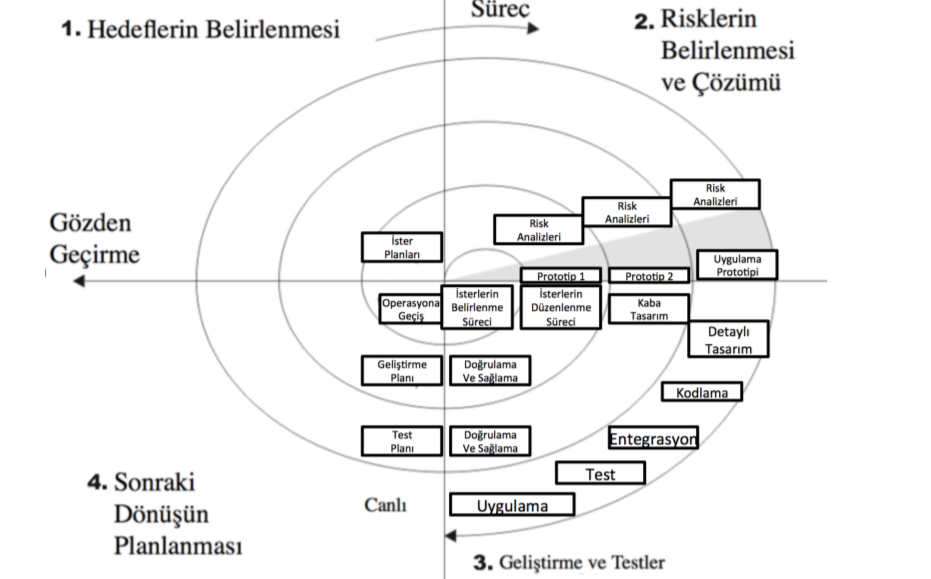 Sürec
1. Hedeflerin Belirlenmesi
2. Risklerin
Belirlenmesi
ve Çözümü
Risk
Analizleri
Risk
Analizleri
Risk
Analizleri
Gözden
Geçirme
İster
Planları
Uygulama
Prototipi
Prototip 1
Prototip 2
Operasyona
Geçiş
İsterlerin
Belirlenme
Süreci
İsterlerin
Düzenlenme
Süreci
Kaba
Tasarım
Detaylı
Tasarım
Geliştirme
Planı
Doğrulama
Ve Sağlama
Kodlama
Test
Planı
Doğrulama
Ve Sağlama
Entegrasyon
Test
4. Sonraki
Dönüşün
Planlanması
Canlı
Uygulama
3. Geliştirme ve Testler